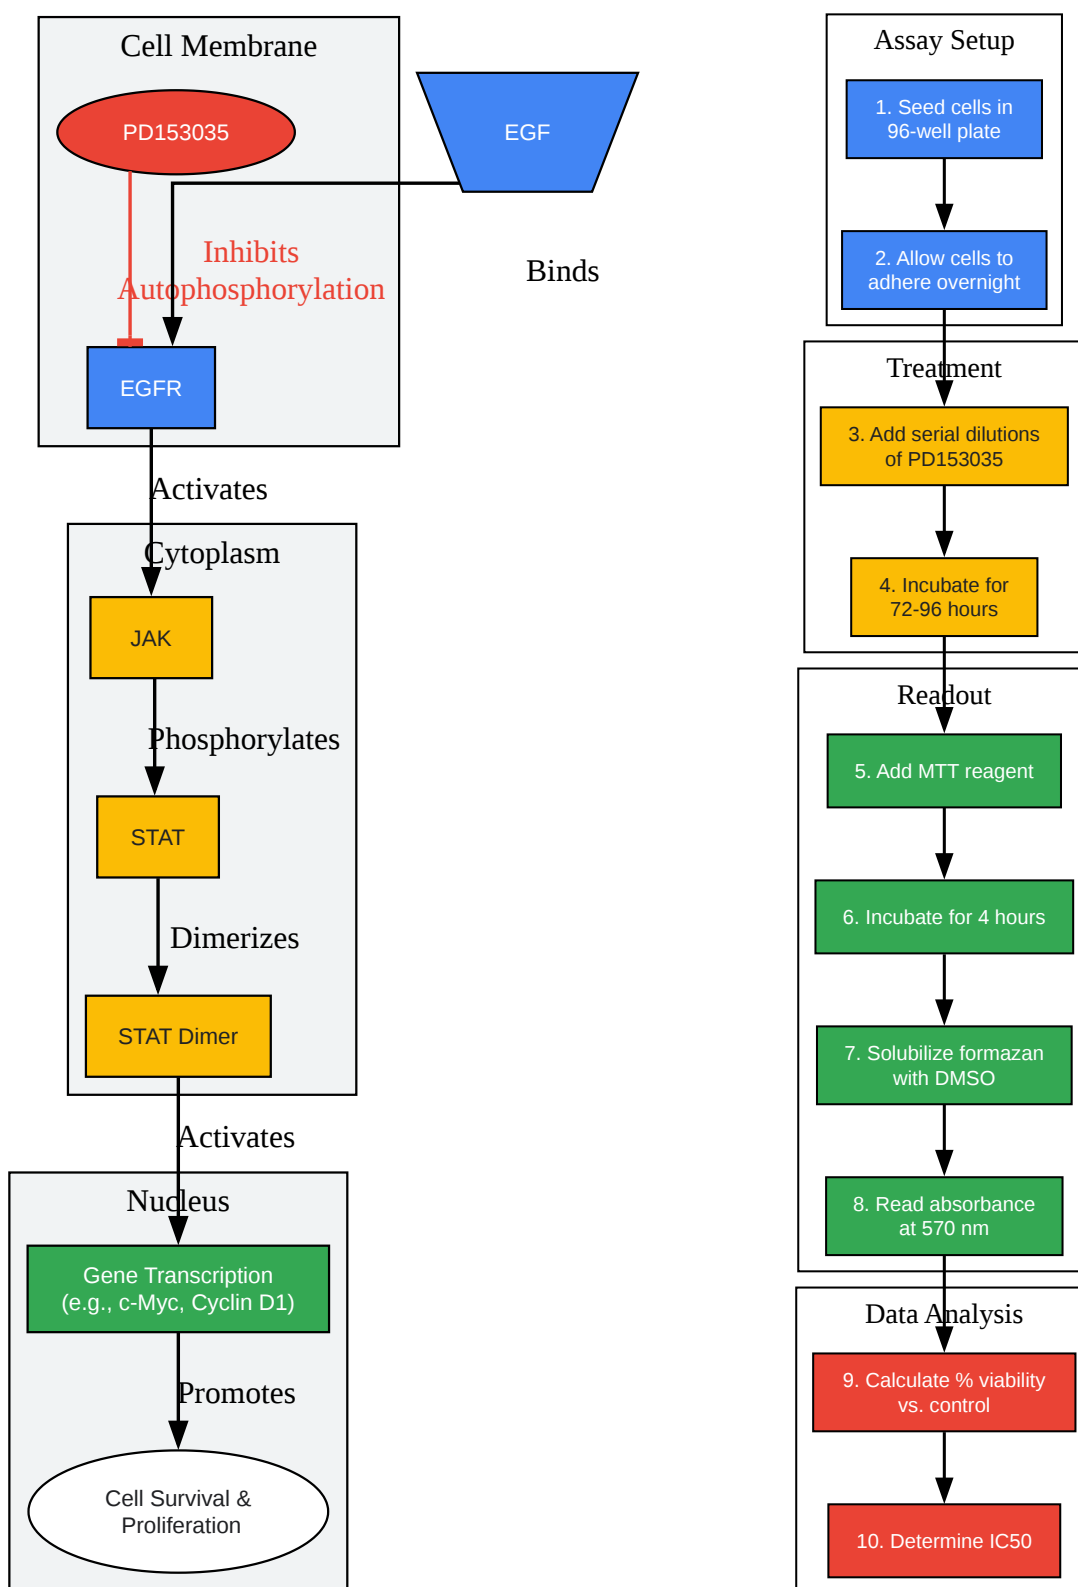 Cell Membrane
PD153035
EGF
Inhibits
Autophosphorylation
Binds
EGFR
Activates
Cytoplasm
JAK
Phosphorylates
STAT
Dimerizes
STAT Dimer
Activates
Nucleus
Gene Transcription
(e.g., c-Myc, Cyclin D1)
Promotes
Cell Survival &
Proliferation
Assay Setup
1. Seed cells in
96-well plate
2. Allow cells to
adhere overnight
Treatment
3. Add serial dilutions
of PD153035
4. Incubate for
72-96 hours
Readout
5. Add MTT reagent
6. Incubate for 4 hours
7. Solubilize formazan
with DMSO
8. Read absorbance
at 570 nm
Data Analysis
9. Calculate % viability
vs. control
10. Determine IC50